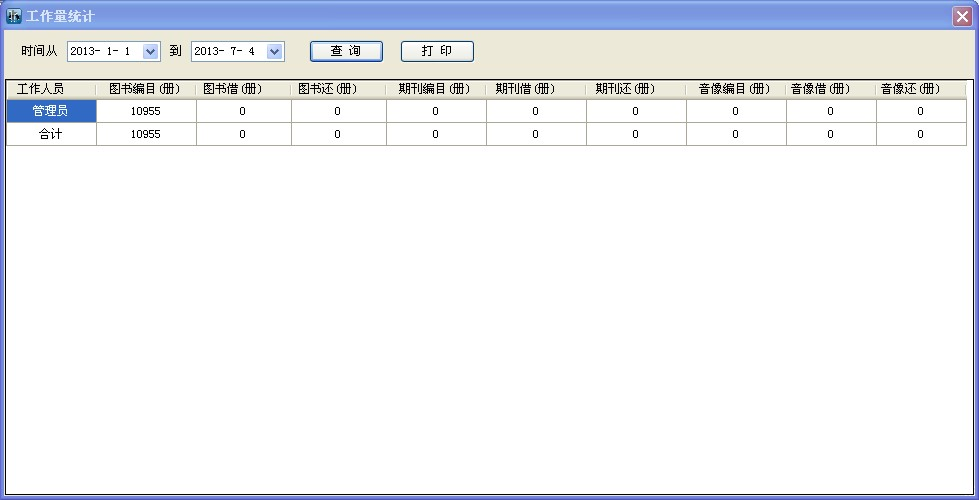 工作量统计
时间从 2013- 1- 1 到 2013- 7- 4 查 询 打 印
工作人员 图书编目(册) 图书借(册) 图书还(册) 期刊编目(册) 期刊借(册) 期刊还(册) 音像编目(册) 音像借(册) 音像还(册)
管理员 10955 0 0 0 0 0 0 0 0
合计 10955 0 0 0 0 0 0 0 0